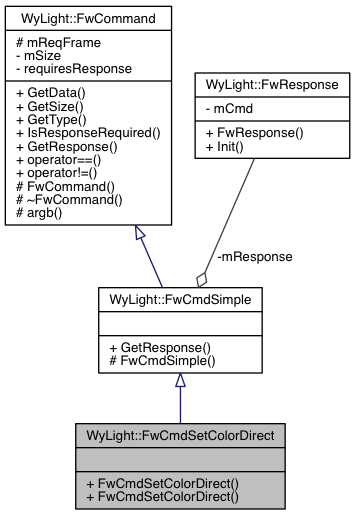 WyLight::FwCommand
# mReqFrame
- mSize
- requiresResponse
+ GetData()
+ GetSize()
+ GetType()
+ IsResponseRequired()
+ GetResponse()
+ operator==()
+ operator!=()
# FwCommand()
# ~FwCommand()
# argb()
WyLight::FwResponse
- mCmd
+ FwResponse()
+ Init()
-mResponse
WyLight::FwCmdSimple
+ GetResponse()
# FwCmdSimple()
WyLight::FwCmdSetColorDirect
+ FwCmdSetColorDirect()
+ FwCmdSetColorDirect()